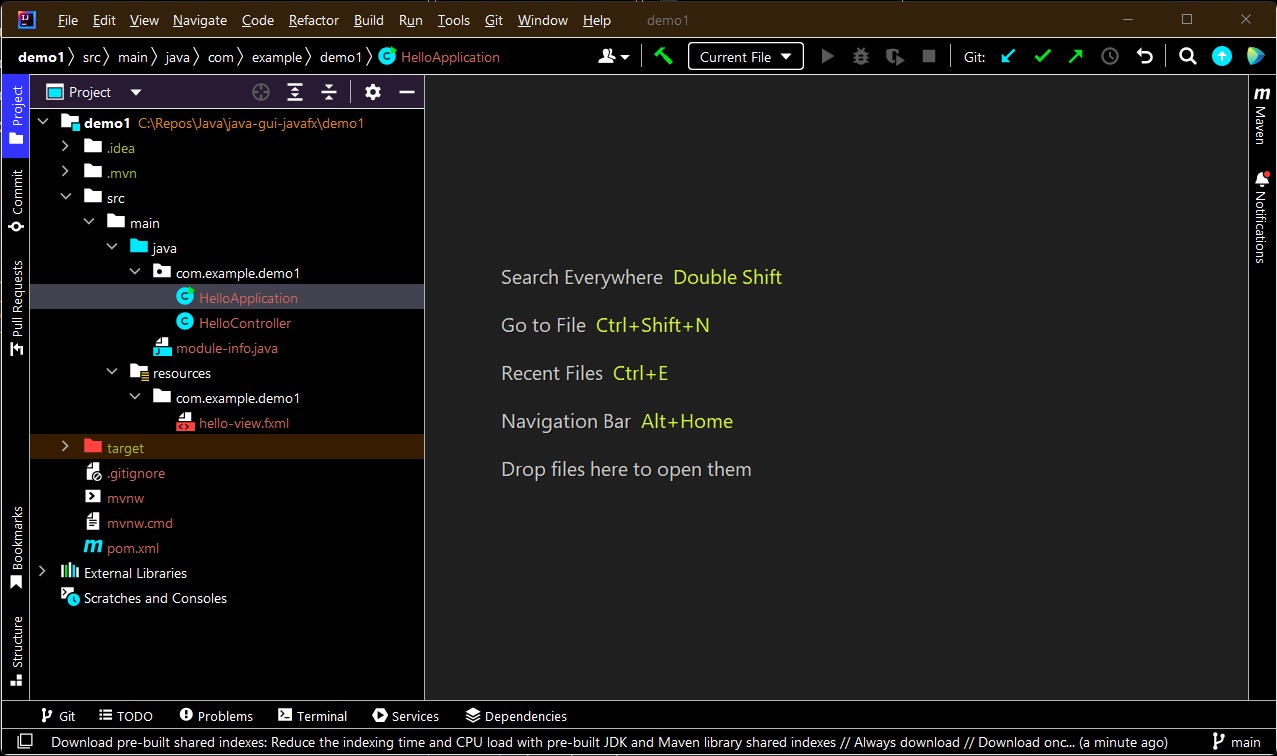 File Edit View Navigate Code Refactor Build Run Tools Git Window Help demo1
demo1 src main java com example demo1 C HelloApplication Current File Git:
Project
demo1 C:\Repos\Java\java-gui-javafx\demo1
.idea
.mvn
src
main
java
com.example.demo1
C HelloApplication
C HelloController
module-info.java
resources
com.example.demo1
hello-view.fxml
target
.gitignore
mvnw
mvnw.cmd
m pom.xml
External Libraries
Scratches and Consoles
Project
Commit
Pull Requests
Bookmarks
Structure
Search Everywhere Double Shift
Go to File Ctrl+Shift+N
Recent Files Ctrl+E
Navigation Bar Alt+Home
Drop files here to open them
m
Maven
Notifications
Git TODO Problems Terminal Services Dependencies
Download pre-built shared indexes: Reduce the indexing time and CPU load with pre-built JDK and Maven library shared indexes // Always download // Download onc... (a minute ago) main